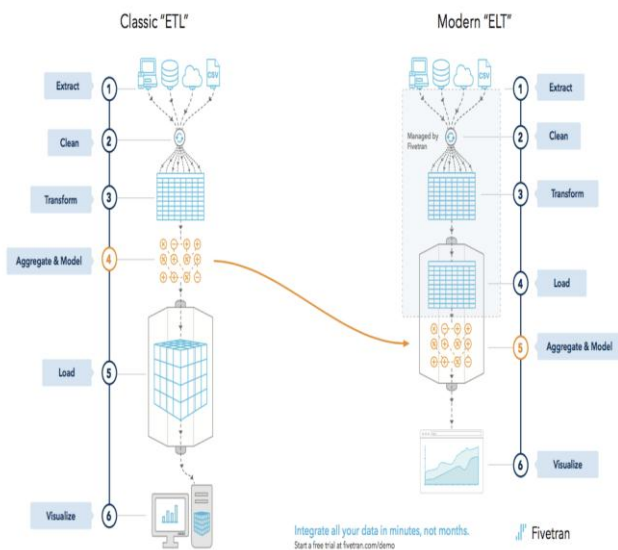 Classic "ETL"
Extract
1
CSV
Clean
2
Transform
3
Aggregate & Model
4
Load
5
Visualize
6
Modern "ELT"
CSV
1
Extract
Managed by
Fivetran
2
Clean
3
Transform
4
Load
5
Aggregate & Model
6
Visualize
Integrate all your data in minutes, not months.
Start a free trial at fivetran.com/demo
Fivetran